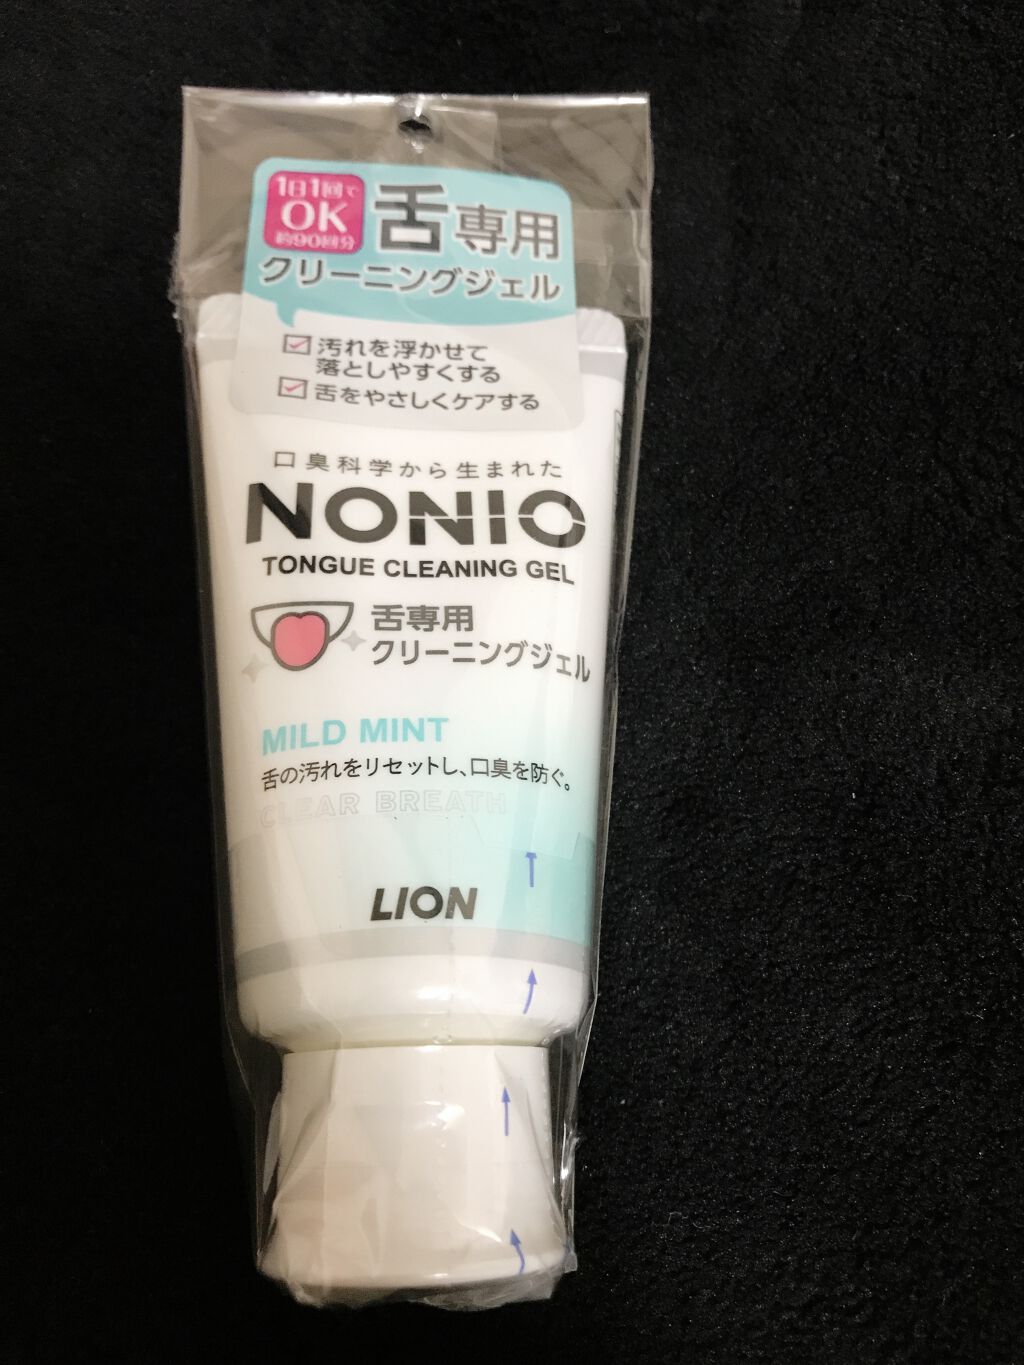 1日1回で
OK
約90回分
舌専用
クリーニングジェル
汚れを浮かせて
落としやすくする
舌をやさしくケアする
口臭科学から生まれた
NONIO
TONGUE CLEANING GEL
舌専用
クリーニングジェル
MILD MINT
舌の汚れをリセットし、口臭を防ぐ。
CLEAR BREATH
LION